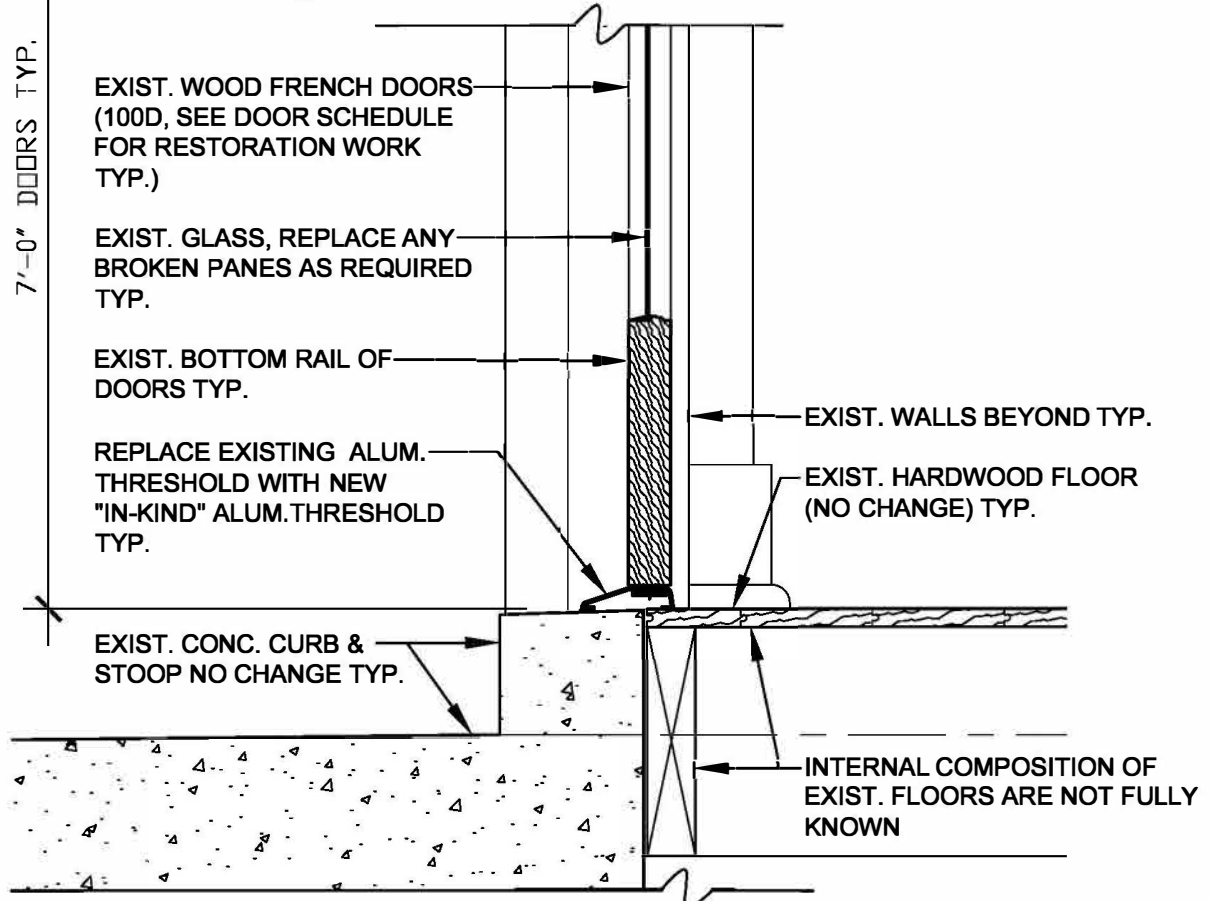 7'-0" DOORS TYP.
EXIST. WOOD FRENCH DOORS
(100D, SEE DOOR SCHEDULE
FOR RESTORATION WORK
TYP.)
EXIST. GLASS, REPLACE ANY
BROKEN PANES AS REQUIRED
TYP.
EXIST. BOTTOM RAIL OF
DOORS TYP.
REPLACE EXISTING ALUM.
THRESHOLD WITH NEW
"IN-KIND" ALUM.THRESHOLD
TYP.
EXIST. CONC. CURB &
STOOP NO CHANGE TYP.
EXIST. WALLS BEYOND TYP.
EXIST. HARDWOOD FLOOR
(NO CHANGE) TYP.
INTERNAL COMPOSITION OF
EXIST. FLOORS ARE NOT FULLY
KNOWN